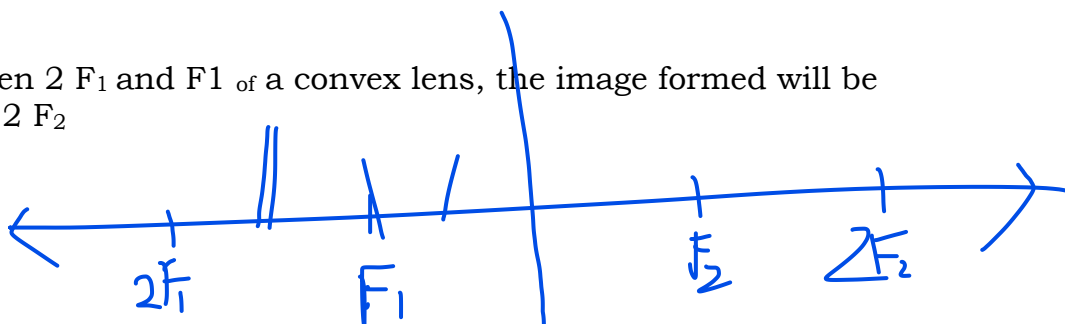 en 2 F₁ and F1 of a convex lens, the image formed will be
2 F₂
2F₁ F₁ F₂ 2F₂